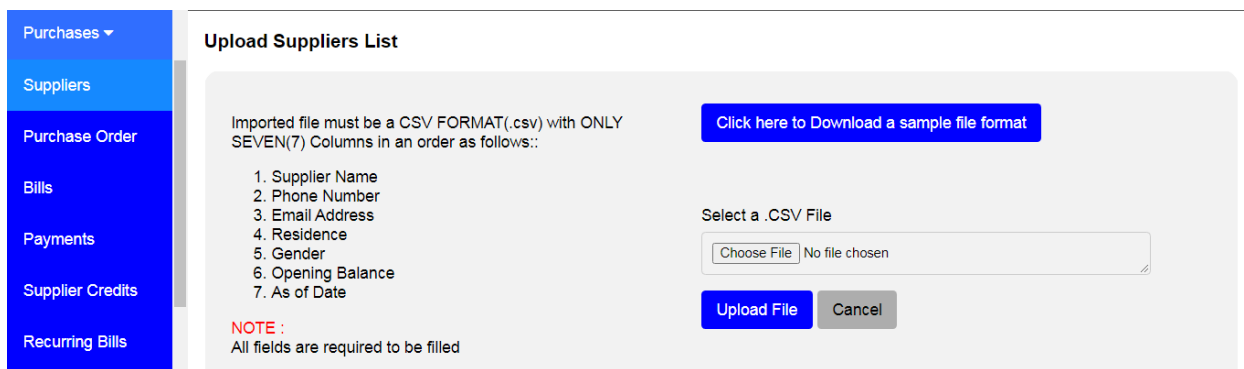 Purchases
Suppliers
Purchase Order
Bills
Payments
Supplier Credits
Recurring Bills
Upload Suppliers List
Imported file must be a CSV FORMAT(.csv) with ONLY
SEVEN(7) Columns in an order as follows::
1. Supplier Name
2. Phone Number
3. Email Address
4. Residence
5. Gender
6. Opening Balance
7. As of Date
NOTE :
All fields are required to be filled
Click here to Download a sample file format
Select a .CSV File
Choose File No file chosen
Upload File
Cancel